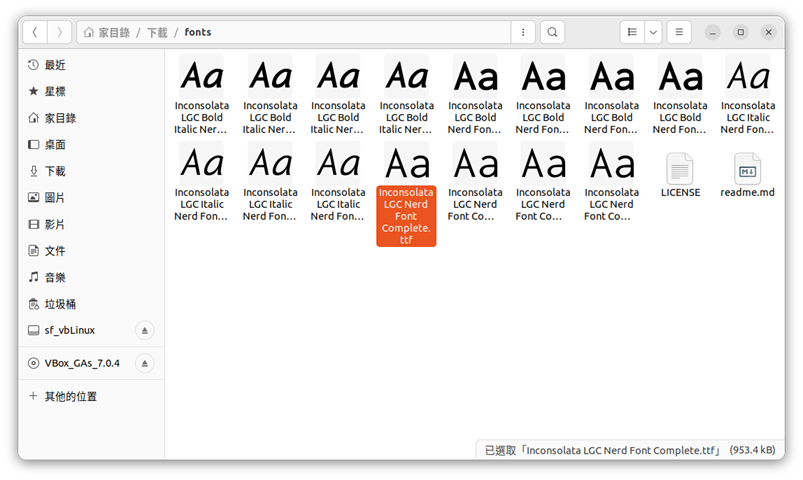 家目錄 / 下載 / fonts
最近
星標
家目錄
桌面
下載
圖片
影片
文件
音樂
垃圾桶
sf_vbLinux
VBox_GAs_7.0.4
其他的位置
Aa Aa Aa Aa Aa Aa Aa Aa Aa
Inconsolata Inconsolata Inconsolata Inconsolata Inconsolata Inconsolata Inconsolata Inconsolata Inconsolata
LGC Bold LGC Bold LGC Bold LGC Bold LGC Bold LGC Bold LGC Bold LGC Bold LGC Italic
Italic Ner… Italic Ner… Italic Ner… Italic Ner… Nerd Fon… Nerd Fon… Nerd Fon… Nerd Fon… Nerd Fon…
Aa Aa Aa Aa Aa Aa Aa
Inconsolata Inconsolata Inconsolata Inconsolata Inconsolata Inconsolata Inconsolata LICENSE readme.md
LGC Italic LGC Italic LGC Italic LGC Nerd LGC Nerd LGC Nerd LGC Nerd
Nerd Fon… Nerd Fon… Nerd Fon… Font Font Co… Font Co… Font Co…
Complete.
ttf
已選取「Inconsolata LGC Nerd Font Complete.ttf」 (953.4 kB)